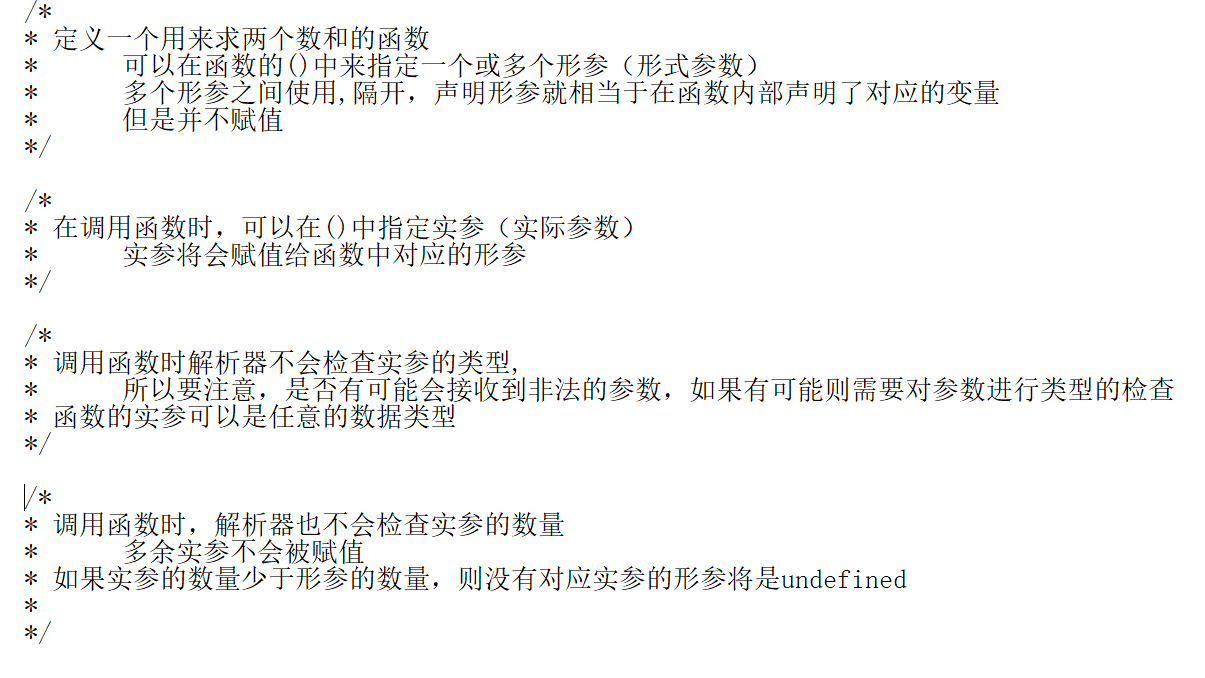 /*
* 定义一个用来求两个数和的函数
*      可以在函数的()中来指定一个或多个形参（形式参数）
*      多个形参之间使用,隔开，声明形参就相当于在函数内部声明了对应的变量
*      但是并不赋值
*/

/*
* 在调用函数时，可以在()中指定实参（实际参数）
*      实参将会赋值给函数中对应的形参
*/

/*
* 调用函数时解析器不会检查实参的类型,
*      所以要注意，是否有可能会接收到非法的参数，如果有可能则需要对参数进行类型的检查
* 函数的实参可以是任意的数据类型
*/

/*
* 调用函数时，解析器也不会检查实参的数量
*      多余实参不会被赋值
* 如果实参的数量少于形参的数量，则没有对应实参的形参将是undefined
*
*/